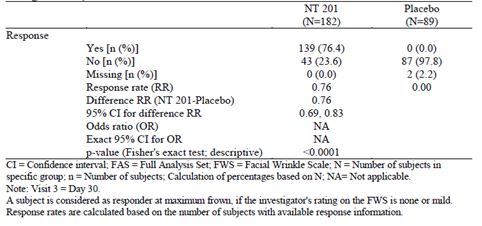 NT 201 Placebo
(N=182) (N=89)
Response
Yes [n (%)] 139 (76.4) 0 (0.0)
No [n (%)] 43 (23.6) 87 (97.8)
Missing [n (%)] 0 (0.0) 2 (2.2)
Response rate (RR) 0.76 0.00
Difference RR (NT 201-Placebo) 0.76
95% CI for difference RR 0.69, 0.83
Odds ratio (OR) NA
Exact 95% CI for OR NA
p-value (Fisher's exact test; descriptive) <0.0001
CI = Confidence interval; FAS = Full Analysis Set; FWS = Facial Wrinkle Scale; N = Number of subjects in
specific group; n = Number of subjects; Calculation of percentages based on N; NA= Not applicable.
Note: Visit 3 = Day 30.
A subject is considered as responder at maximum frown, if the investigator's rating on the FWS is none or mild.
Response rates are calculated based on the number of subjects with available response information.